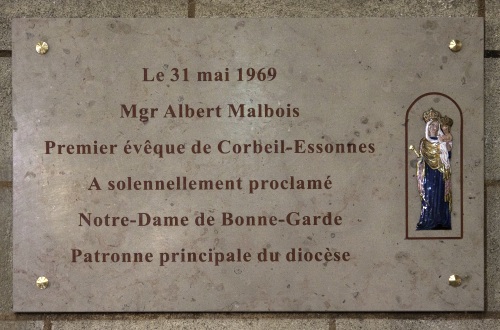 Le 31 mai 1969
Mgr Albert Malbois
Premier évêque de Corbeil-Essonnes
A solennellement proclamé
Notre-Dame de Bonne-Garde
Patronne principale du diocèse